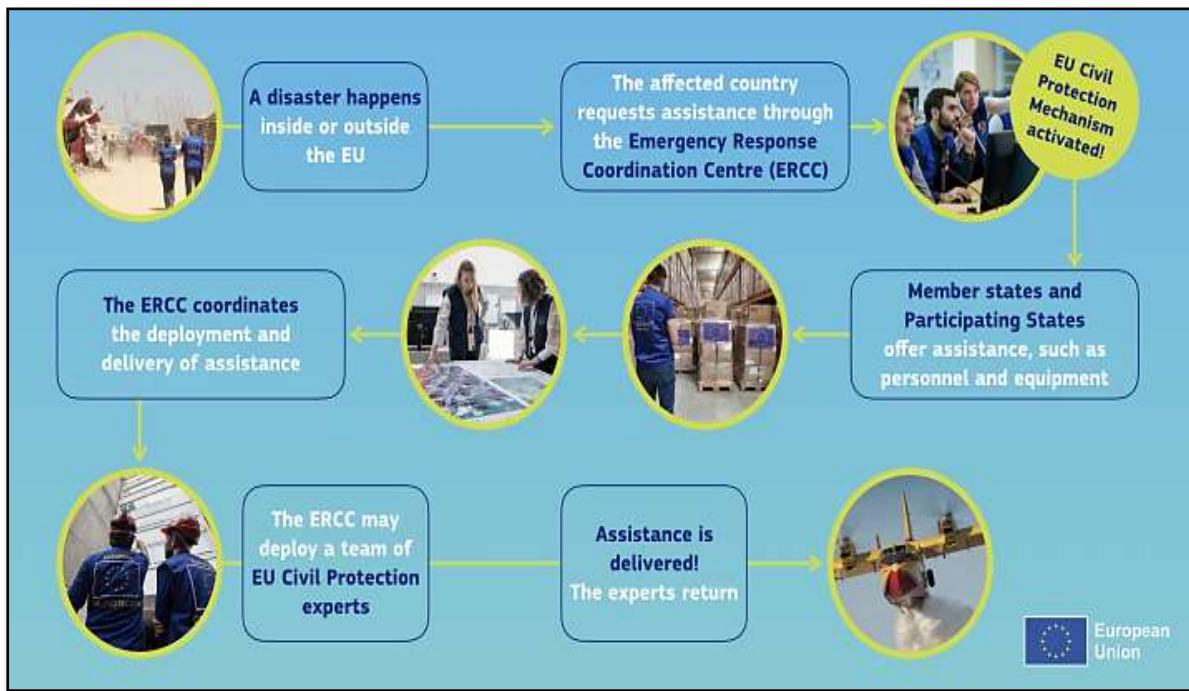 A disaster happens
inside or outside
the EU
The affected country
requests assistance through
the Emergency Response
Coordination Centre (ERCC)
EU Civil
Protection
Mechanism
activated!
Member states and
Participating States
offer assistance, such as
personnel and equipment
The ERCC coordinates
the deployment and
delivery of assistance
The ERCC may
deploy a team of
EU Civil Protection
experts
Assistance is
delivered!
The experts return
European
Union